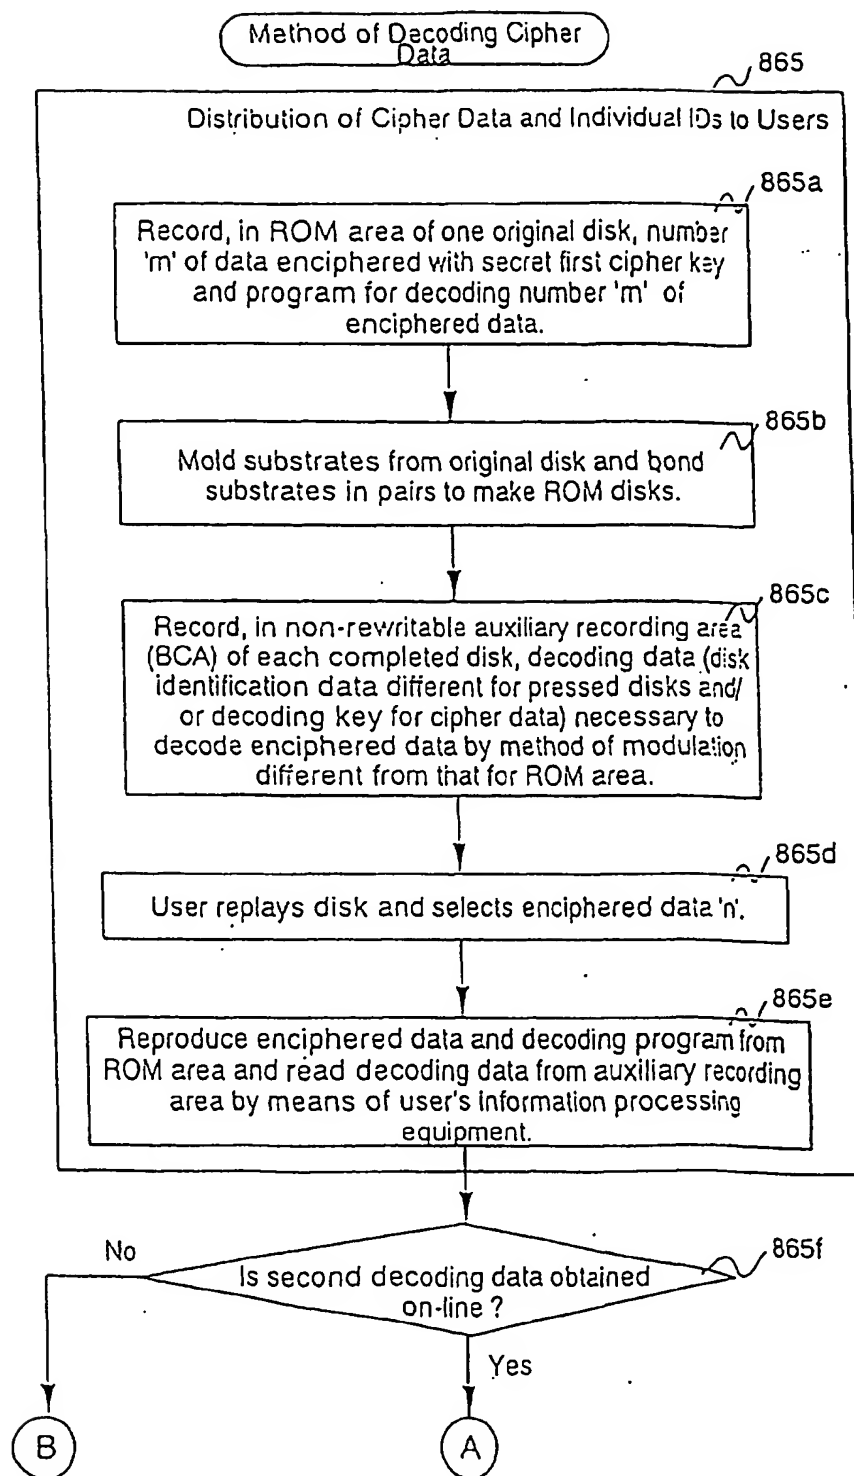 Method of Decoding Cipher
Data
865
Distribution of Cipher Data and Individual IDs to Users
865a
Record, in ROM area of one original disk, number
'm' of data enciphered with secret first cipher key
and program for decoding number 'm' of
enciphered data.
865b
Mold substrates from original disk and bond
substrates in pairs to make ROM disks.
865c
Record, in non-rewritable auxiliary recording area
(BCA) of each completed disk, decoding data (disk
identification data different for pressed disks and/
or decoding key for cipher data) necessary to
decode enciphered data by method of modulation
different from that for ROM area.
865d
User replays disk and selects enciphered data 'n'.
865e
Reproduce enciphered data and decoding program from
ROM area and read decoding data from auxiliary recording
area by means of user's information processing
equipment.
865f
No
Is second decoding data obtained
on-line ?
Yes
B
A